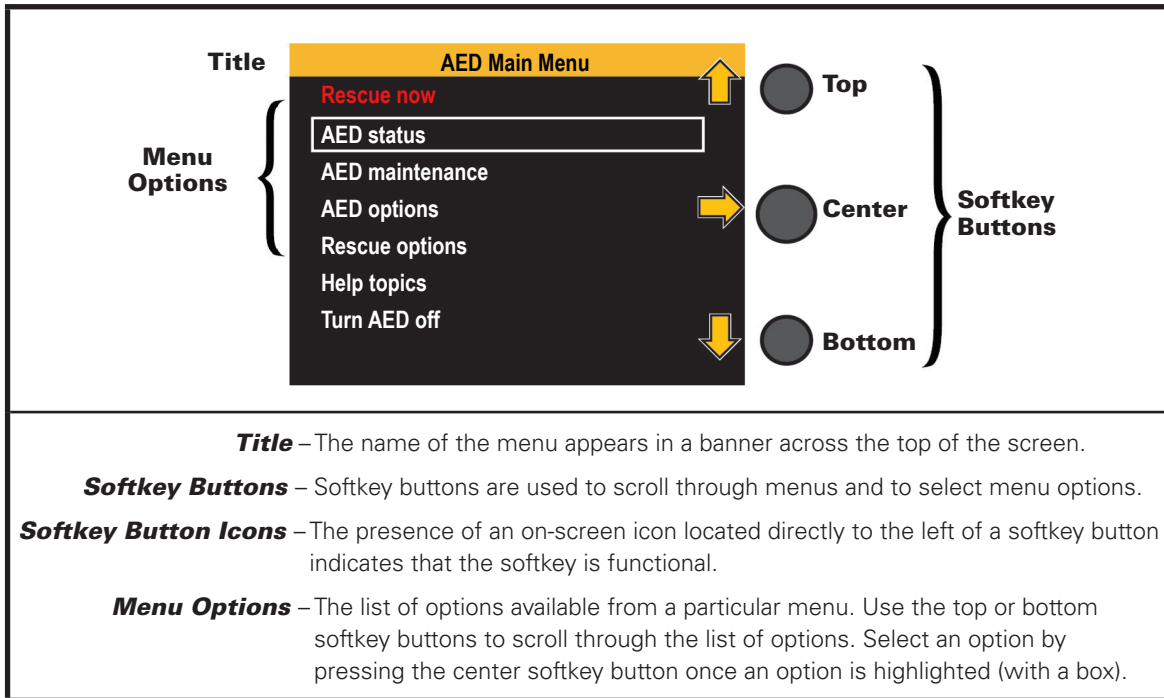 Title
AED Main Menu
Rescue now
AED status
AED maintenance
AED options
Rescue options
Help topics
Turn AED off
Menu
Options
Top
Center
Bottom
Softkey
Buttons
Title – The name of the menu appears in a banner across the top of the screen.
Softkey Buttons – Softkey buttons are used to scroll through menus and to select menu options.
Softkey Button Icons – The presence of an on-screen icon located directly to the left of a softkey button
indicates that the softkey is functional.
Menu Options – The list of options available from a particular menu. Use the top or bottom
softkey buttons to scroll through the list of options. Select an option by
pressing the center softkey button once an option is highlighted (with a box).